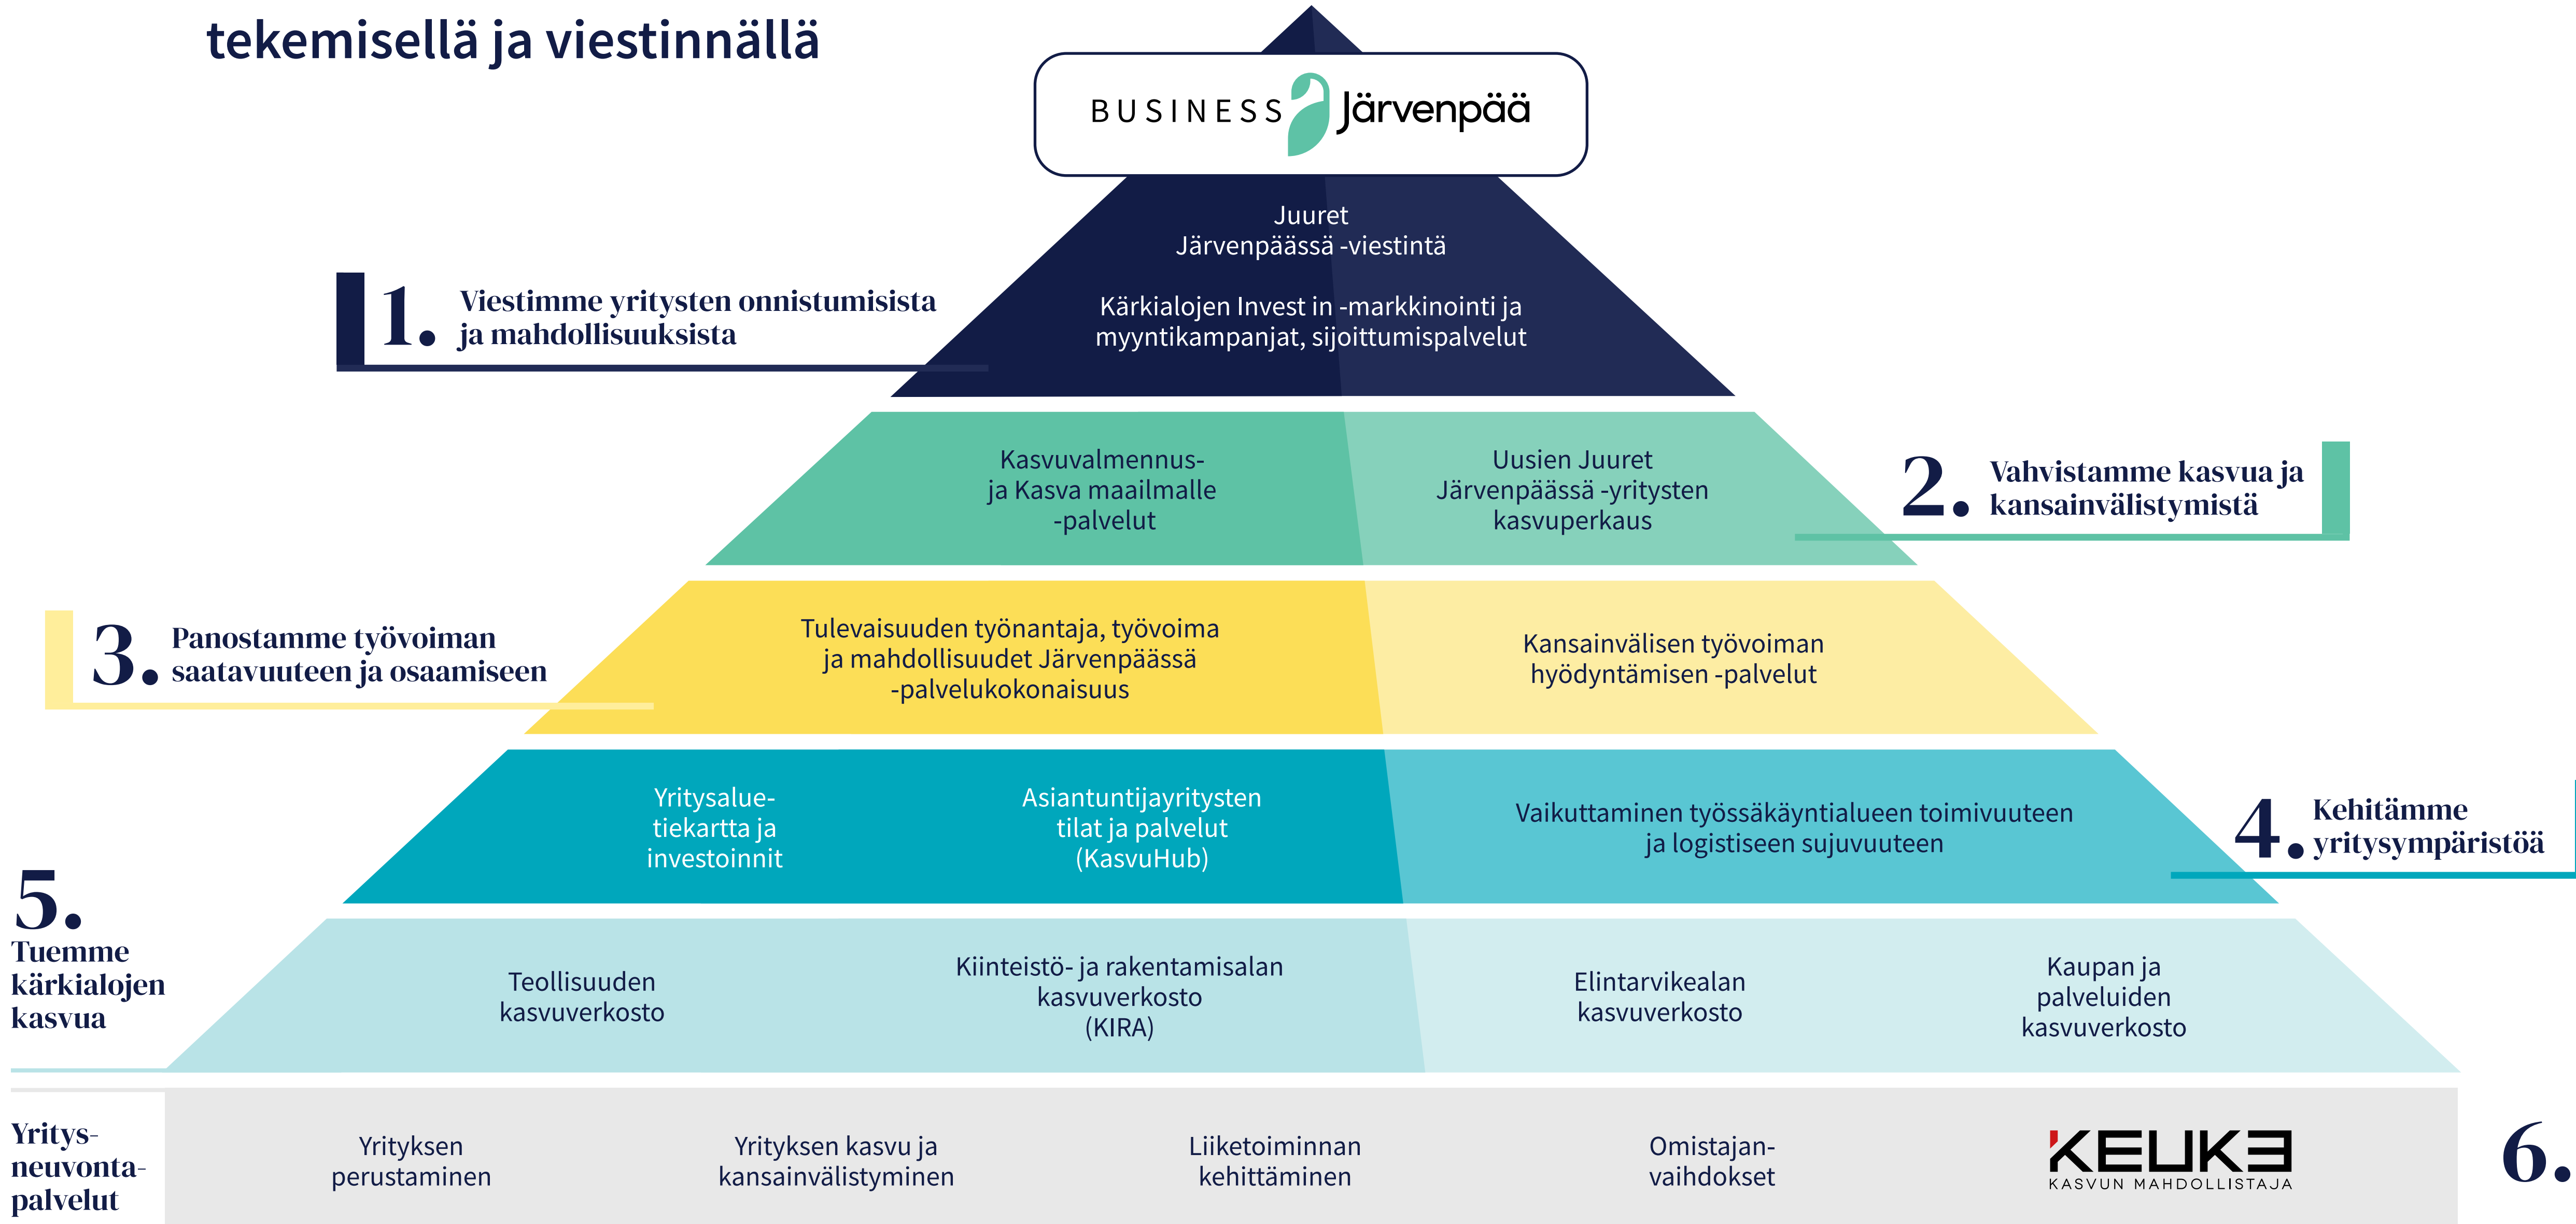 tekemisellä ja viestinnällä
BUSINESS Järvenpää
Juuret
Järvenpäässä -viestintä
Kärkialojen Invest in -markkinointi ja
myyntikampanjat, sijoittumispalvelut
1.
Viestimme yritysten onnistumisista
ja mahdollisuuksista
Kasvuvalmennus-
ja Kasva maailmalle
-palvelut
Uusien Juuret
Järvenpäässä -yritysten
kasvuperkaus
2.
Vahvistamme kasvua ja
kansainvälistymistä
3.
Panostamme työvoiman
saatavuuteen ja osaamiseen
Tulevaisuuden työnantaja, työvoima
ja mahdollisuudet Järvenpäässä
-palvelukokonaisuus
Kansainvälisen työvoiman
hyödyntämisen -palvelut
Yritysalue-
tiekartta ja
investoinnit
Asiantuntijayritysten
tilat ja palvelut
(KasvuHub)
Vaikuttaminen työssäkäyntialueen toimivuuteen
ja logistiseen sujuvuuteen
4.
Kehitämme
yritysympäristöä
5.
Tuemme
kärkialojen
kasvua
Teollisuuden
kasvuverkosto
Kiinteistö- ja rakentamisalan
kasvuverkosto
(KIRA)
Elintarvikealan
kasvuverkosto
Kaupan ja
palveluiden
kasvuverkosto
Yritys-
neuvonta-
palvelut
Yrityksen
perustaminen
Yrityksen kasvu ja
kansainvälistyminen
Liiketoiminnan
kehittäminen
Omistajan-
vaihdokset
KEUKE
KASVUN MAHDOLLISTAJA
6.